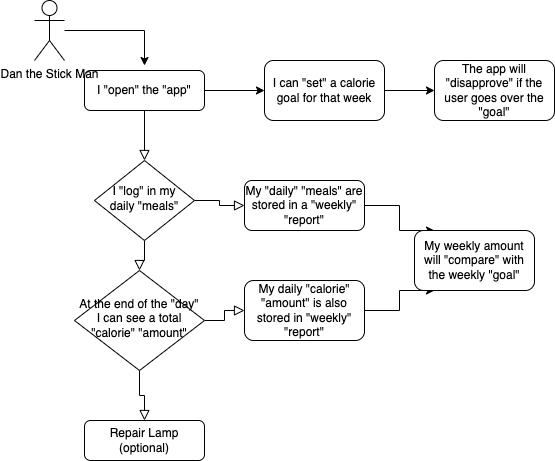 Dan the Stick Man
I "open" the "app"
I can "set" a calorie
goal for that week
The app will
"disapprove" if the
user goes over the
"goal"
I "log" in my
daily "meals"
My "daily" "meals" are
stored in a "weekly"
"report"
My weekly amount
will "compare" with
the weekly "goal"
At the end of the "day"
I can see a total
"calorie" "amount"
My daily "calorie"
"amount" is also
stored in "weekly"
"report"
Repair Lamp
(optional)